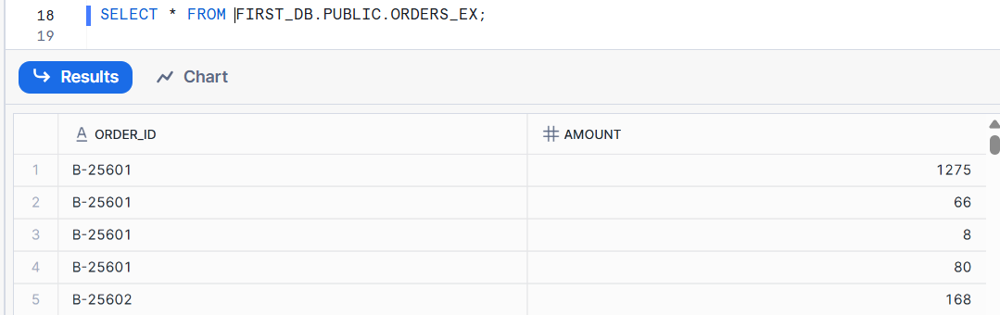 18 SELECT * FROM FIRST_DB.PUBLIC.ORDERS_EX;
19
Results Chart
A ORDER_ID # AMOUNT
1 B-25601 1275
2 B-25601 66
3 B-25601 8
4 B-25601 80
5 B-25602 168